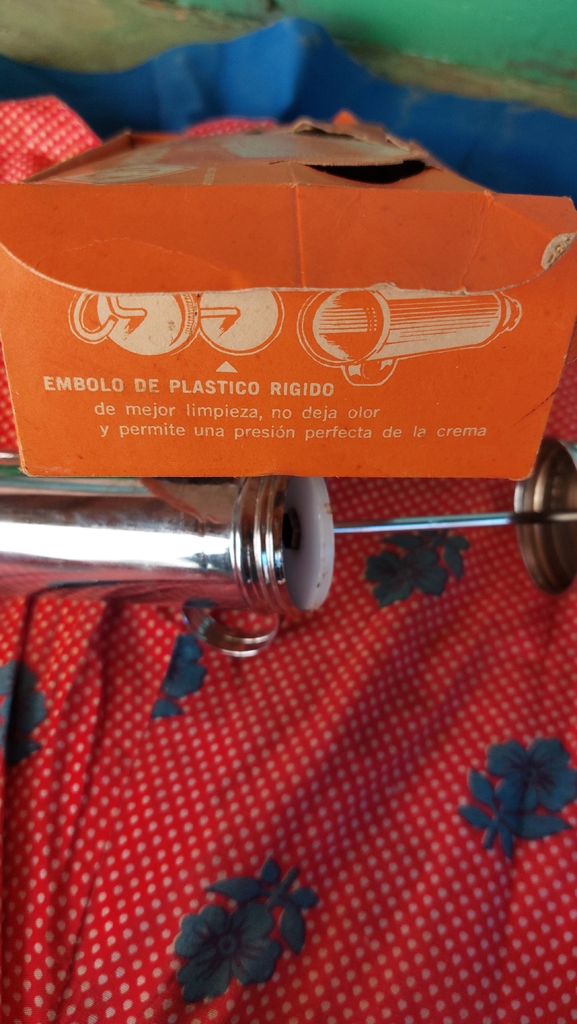 EMBOLO DE PLASTICO RIGIDO
de mejor limpieza, no deja olor
y permite una presión perfecta de la crema